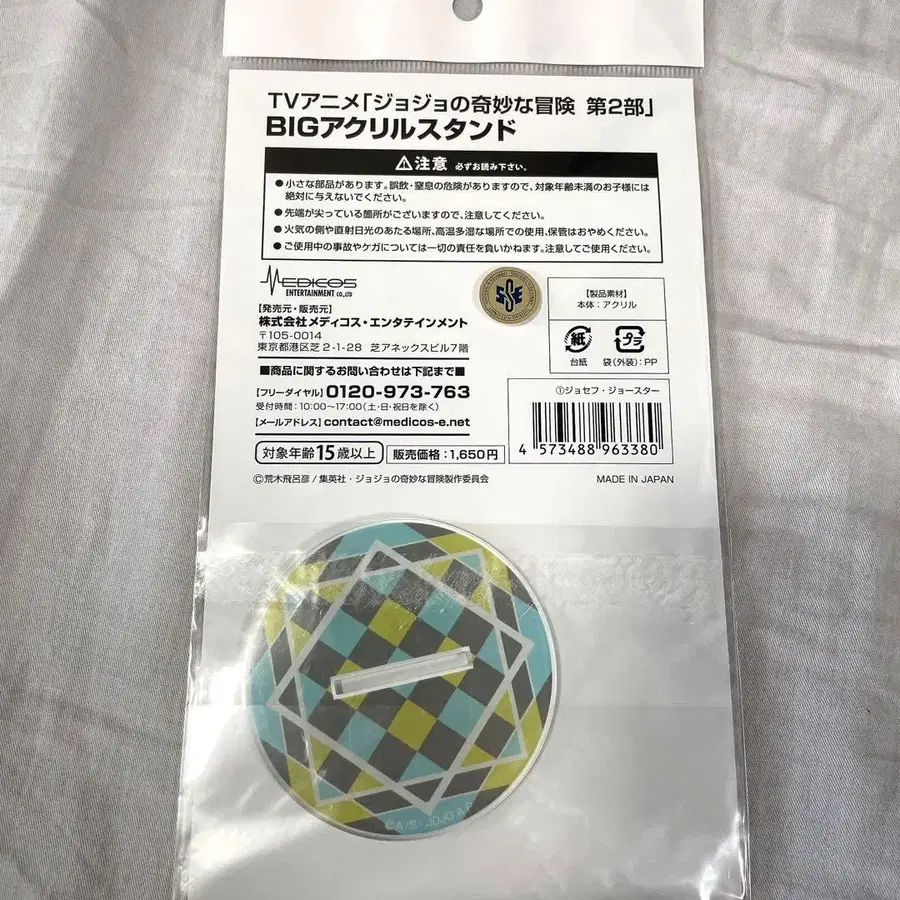 TVアニメ「ジョジョの奇妙な冒険 第2部」
BIGアクリルスタンド
注意 必ずお読み下さい。
●小さな部品があります。誤飲・窒息の危険がありますので、対象年齢未満のお子様には
絶対に与えないでください。
●先端が尖っている箇所がございますので、注意してください。
●火気の側や直射日光のあたる場所、高温多湿な場所での使用、保管はおやめください。
●ご使用中の事故やケガについては一切の責任を負いかねます。注意してご使用ください。
MEDICOS
ENTERTAINMENT CO.,LTD
【発売元・販売元】
株式会社メディコス・エンタテインメント
〒105-0014
東京都港区芝2-1-28 芝アネックスビル7階
■商品に関するお問い合わせは下記まで■
【フリーダイヤル】0120-973-763
受付時間：10:00〜17:00（土・日・祝日を除く）
【メールアドレス】contact@medicos-e.net
対象年齢15歳以上
販売価格：1,650円
【製品素材】
本体：アクリル
紙
プラ
台紙
袋（外装）：PP
①ジョセフ・ジョースター
4 573488 963380
©荒木飛呂彦/集英社・ジョジョの奇妙な冒険製作委員会
MADE IN JAPAN
©A/S・JOJO A P